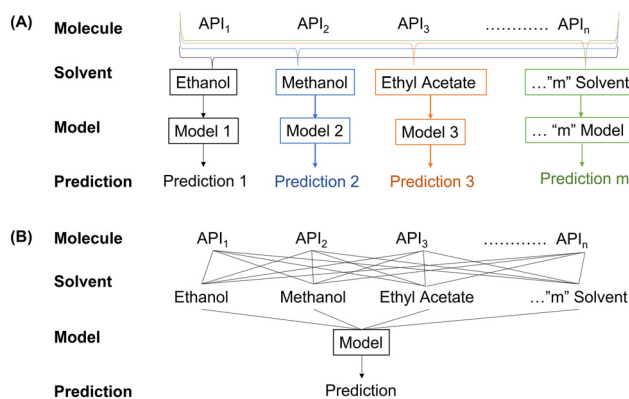 (A) Molecule API1 API2 API3 ………… APIn
Solvent Ethanol Methanol Ethyl Acetate …"m" Solvent
Model Model 1 Model 2 Model 3 … "m" Model
Prediction Prediction 1 Prediction 2 Prediction 3 Prediction m
(B) Molecule API1 API2 API3 ………… APIn
Solvent Ethanol Methanol Ethyl Acetate …"m" Solvent
Model Model
Prediction Prediction